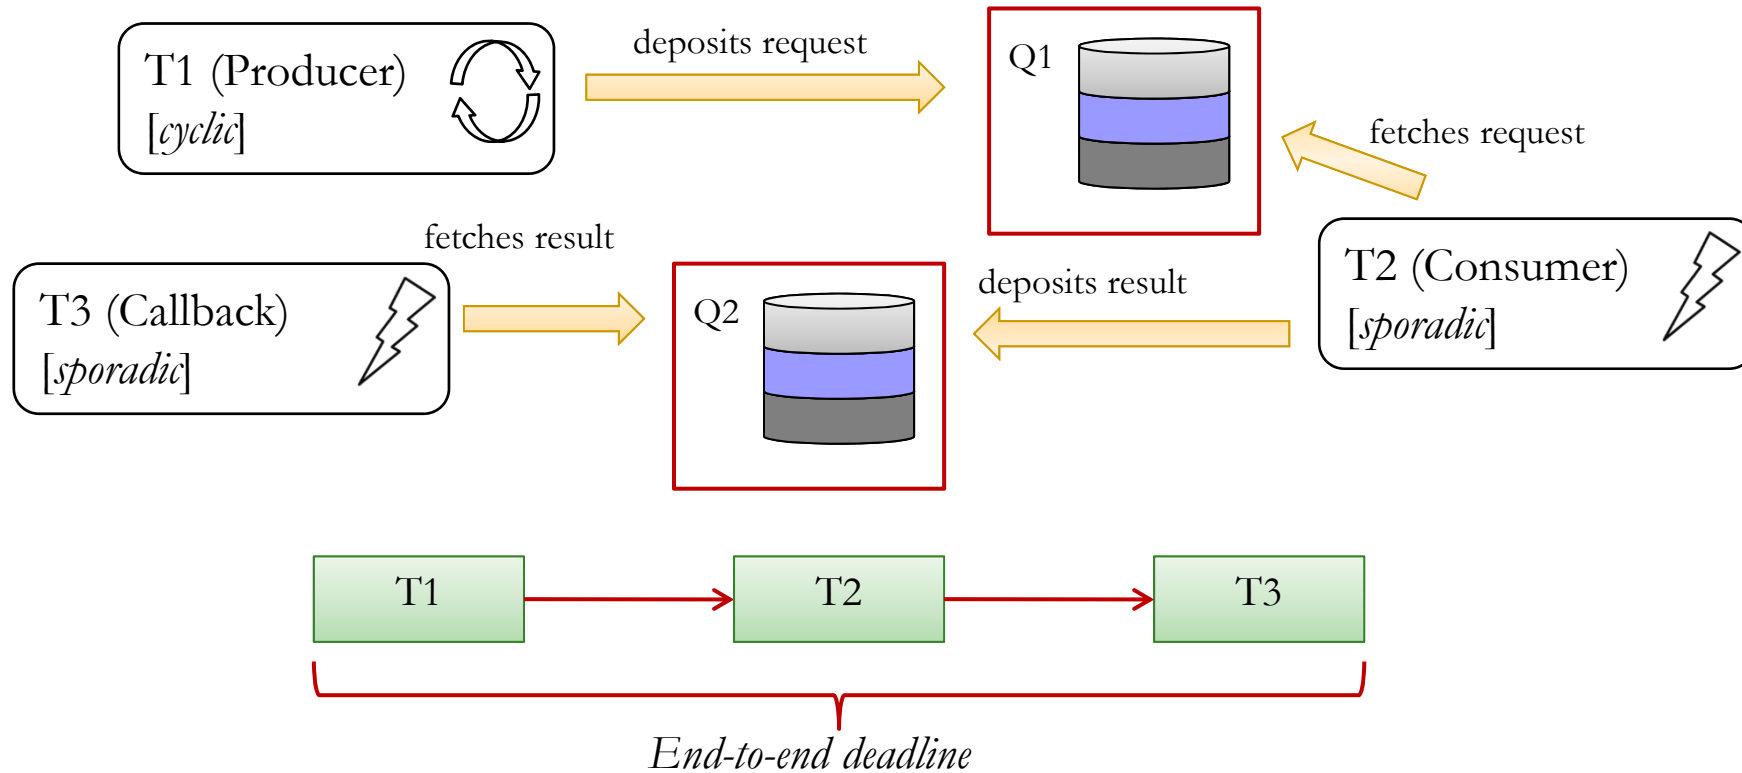 T1 (Producer)
[cyclic]
deposits request
Q1
fetches request
T3 (Callback)
[sporadic]
fetches result
Q2
deposits result
T2 (Consumer)
[sporadic]
T1
T2
T3
End-to-end deadline